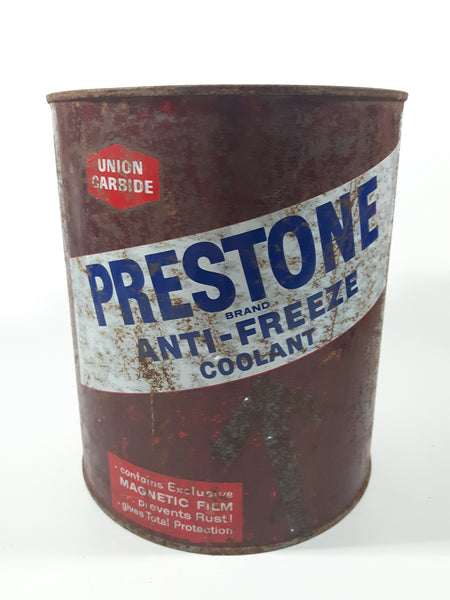 UNION
CARBIDE
PRESTONE
BRAND
ANTI-FREEZE
COOLANT
· contains Exclusive
MAGNETIC FILM
prevents Rust!
· gives Total Protection